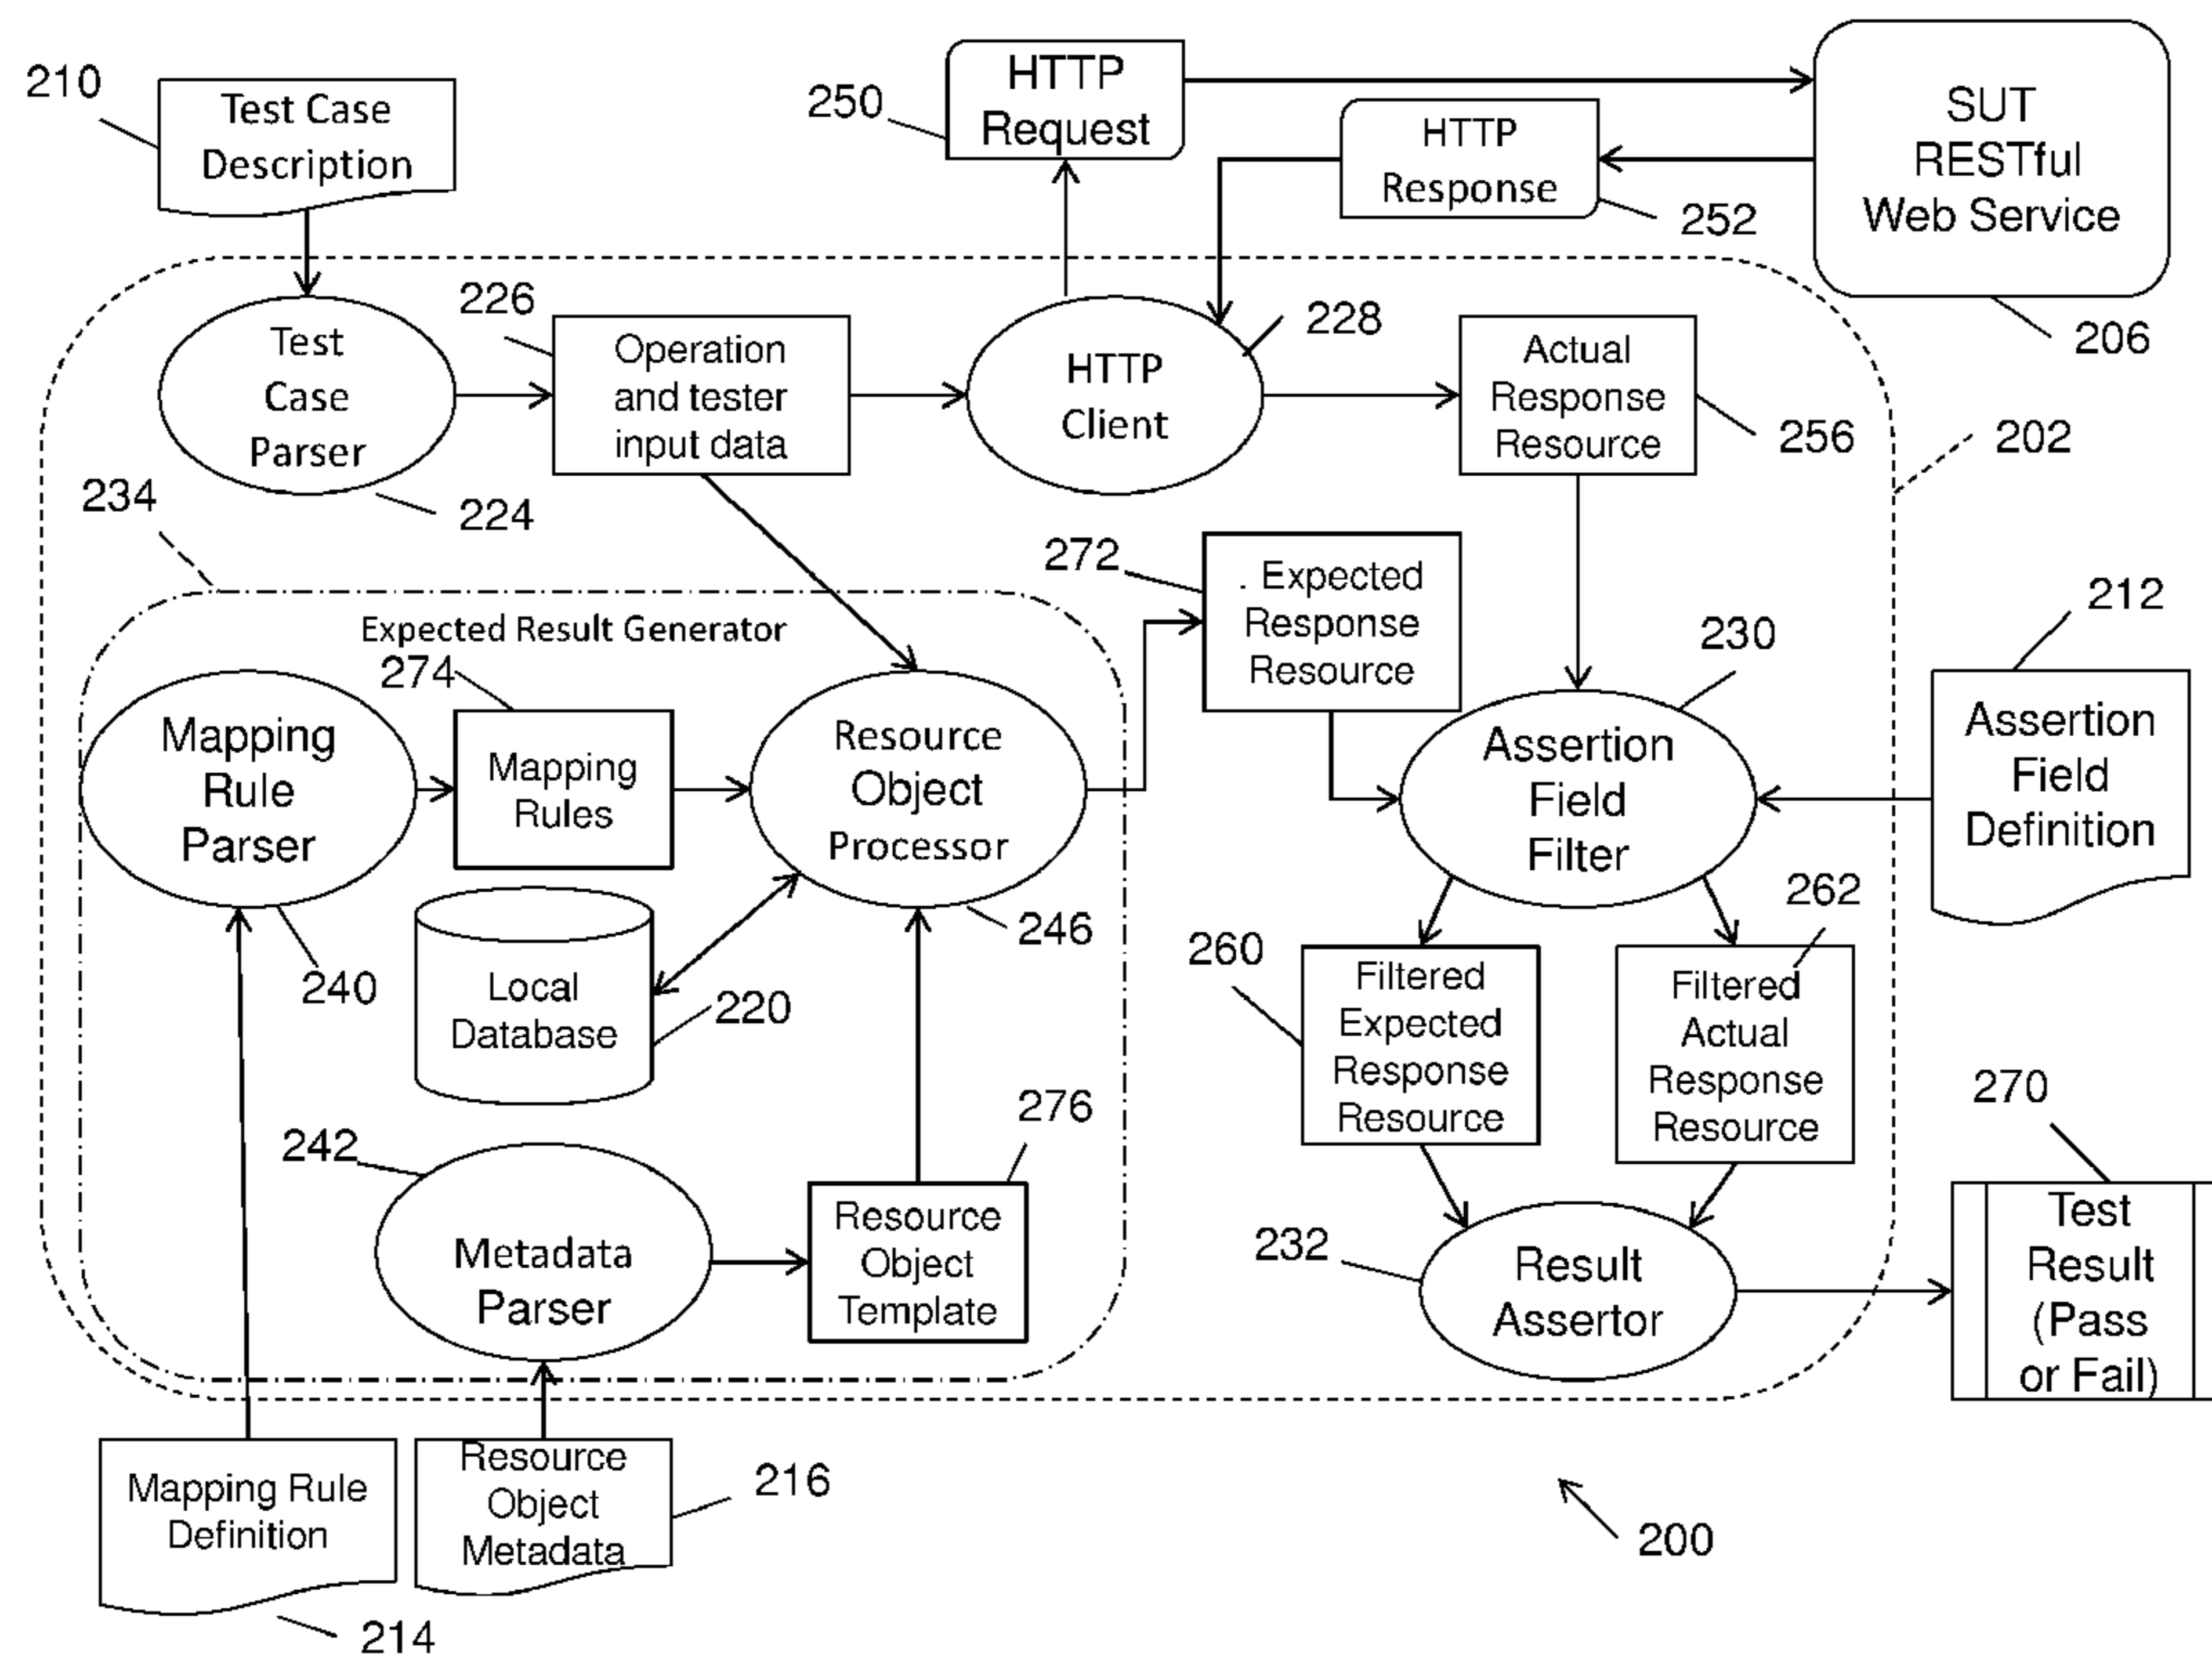 210
Test Case
Description
250
HTTP
Request
HTTP
Response
252
SUT
RESTful
Web Service
206
226
Test
Case
Parser
224
Operation
and tester
input data
228
HTTP
Client
Actual
Response
Resource
256
202
234
Expected Result Generator
274
Mapping
Rule
Parser
240
Mapping
Rules
Resource
Object
Processor
246
272
. Expected
Response
Resource
230
Assertion
Field
Filter
212
Assertion
Field
Definition
Local
Database
220
260
Filtered
Expected
Response
Resource
262
Filtered
Actual
Response
Resource
242
Metadata
Parser
276
Resource
Object
Template
232
Result
Assertor
270
Test
Result
(Pass
or Fail)
Mapping Rule
Definition
214
Resource
Object
Metadata
216
200